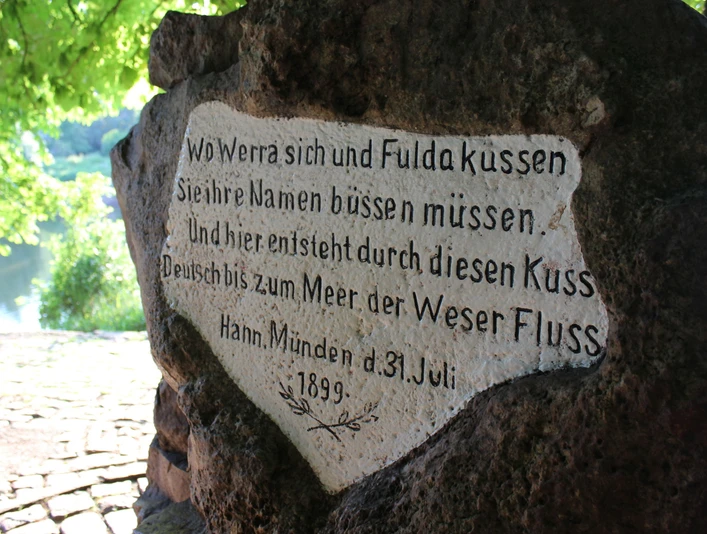 Wo Werra sich und Fulda küssen
Sie ihre Namen büssen müssen.
Und hier entsteht durch diesen Kuss
Deutsch bis zum Meer der Weser Fluss.
Hann. Münden d. 31. Juli
1899.